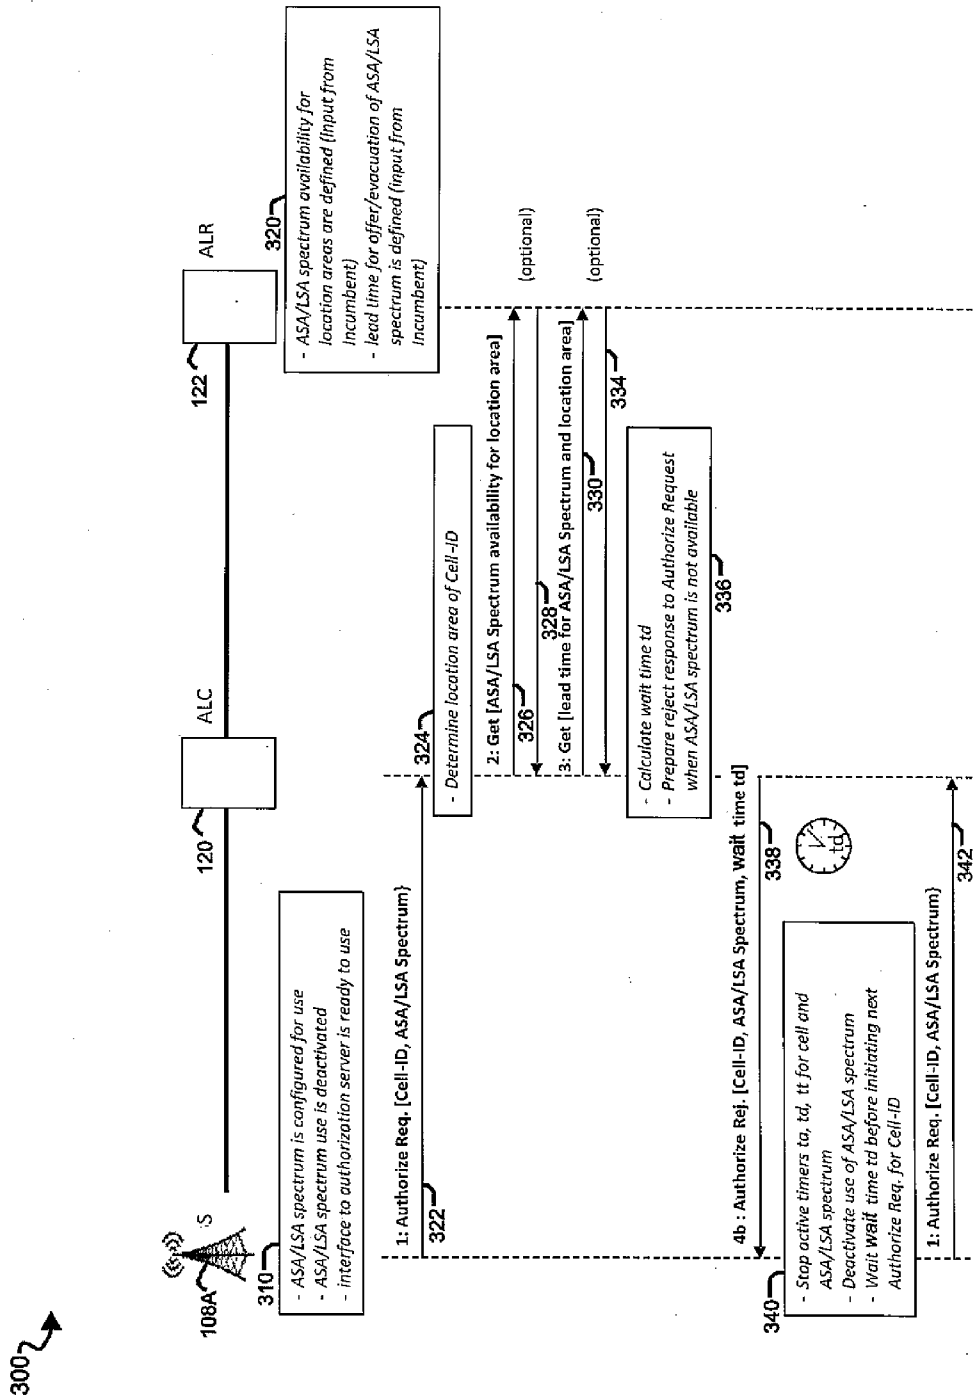 300
108A
S
120
ALC
122
ALR
310
- ASA/LSA spectrum is configured for use
- ASA/LSA spectrum use is deactivated
- interface to authorization server is ready to use
320
- ASA/LSA spectrum availability for
location areas are defined (Input from
Incumbent)
- lead time for offer/evacuation of ASA/LSA
spectrum is defined (input from
Incumbent)
1: Authorize Req. [Cell-ID, ASA/LSA Spectrum}
322
324
- Determine location area of Cell-ID
2: Get [ASA/LSA Spectrum availability for location area]
326
(optional)
328
3: Get [lead time for ASA/LSA Spectrum and location area]
330
(optional)
334
- Calculate wait time td
- Prepare reject response to Authorize Request
when ASA/LSA spectrum is not available
336
4b : Authorize Rej. [Cell-ID, ASA/LSA Spectrum, wait time td]
338
td
340
- Stop active timers ta, td, tt for cell and
ASA/LSA spectrum
- Deactivate use of ASA/LSA spectrum
- Wait wait time td before initiating next
Authorize Req. for Cell-ID
1: Authorize Req. [Cell-ID, ASA/LSA Spectrum}
342